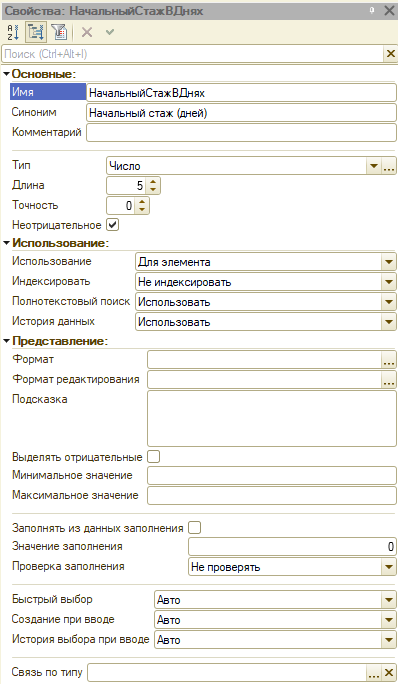 Свойства: НачальныйСтажВДнях
Поиск (Ctrl+Alt+I)
Основные:
Имя НачальныйСтажВДнях
Синоним Начальный стаж (дней)
Комментарий
Тип Число
Длина 5
Точность 0
Неотрицательное
Использование:
Использование Для элемента
Индексировать Не индексировать
Полнотекстовый поиск Использовать
История данных Использовать
Представление:
Формат
Формат редактирования
Подсказка
Выделять отрицательные
Минимальное значение
Максимальное значение
Заполнять из данных заполнения
Значение заполнения 0
Проверка заполнения Не проверять
Быстрый выбор Авто
Создание при вводе Авто
История выбора при вводе Авто
Связь по типу